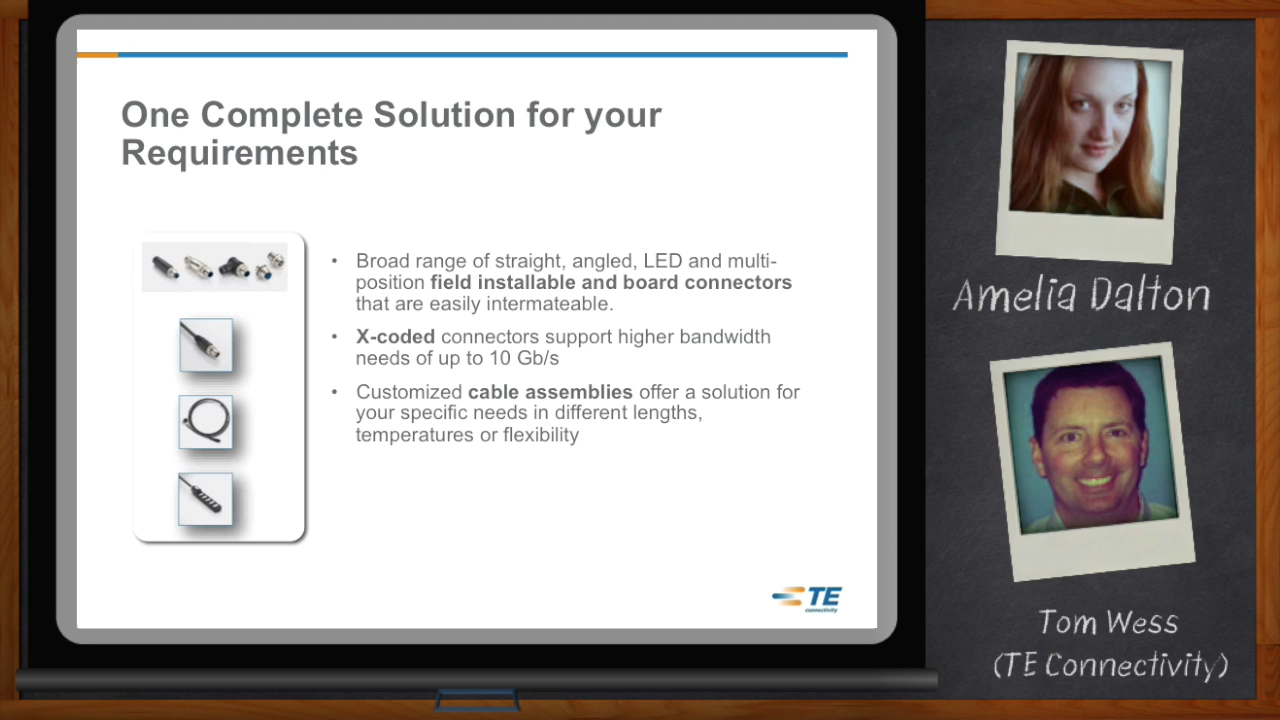 One Complete Solution for your
Requirements
• Broad range of straight, angled, LED and multi-
position field installable and board connectors
that are easily intermateable.
• X-coded connectors support higher bandwidth
needs of up to 10 Gb/s
• Customized cable assemblies offer a solution for
your specific needs in different lengths,
temperatures or flexibility
TE
connectivity
Amelia Dalton
Tom Wess
(TE Connectivity)